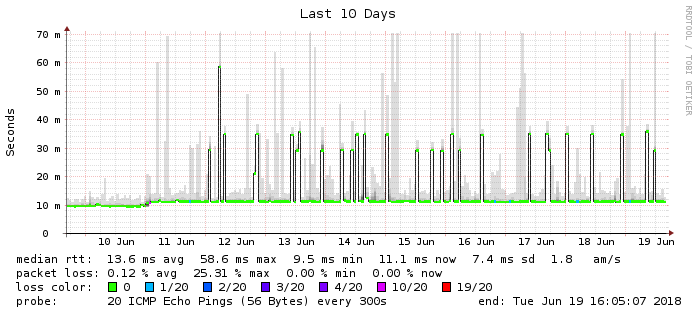 Last 10 Days
RRDTOOL / TOBI OETIKER
Seconds
70 m
60 m
50 m
40 m
30 m
20 m
10 m
0
10 Jun 11 Jun 12 Jun 13 Jun 14 Jun 15 Jun 16 Jun 17 Jun 18 Jun 19 Jun
median rtt: 13.6 ms avg 58.6 ms max 9.5 ms min 11.1 ms now 7.4 ms sd 1.8 am/s
packet loss: 0.12 % avg 25.31 % max 0.00 % min 0.00 % now
loss color: 0 1/20 2/20 3/20 4/20 10/20 19/20
probe: 20 ICMP Echo Pings (56 Bytes) every 300s end: Tue Jun 19 16:05:07 2018